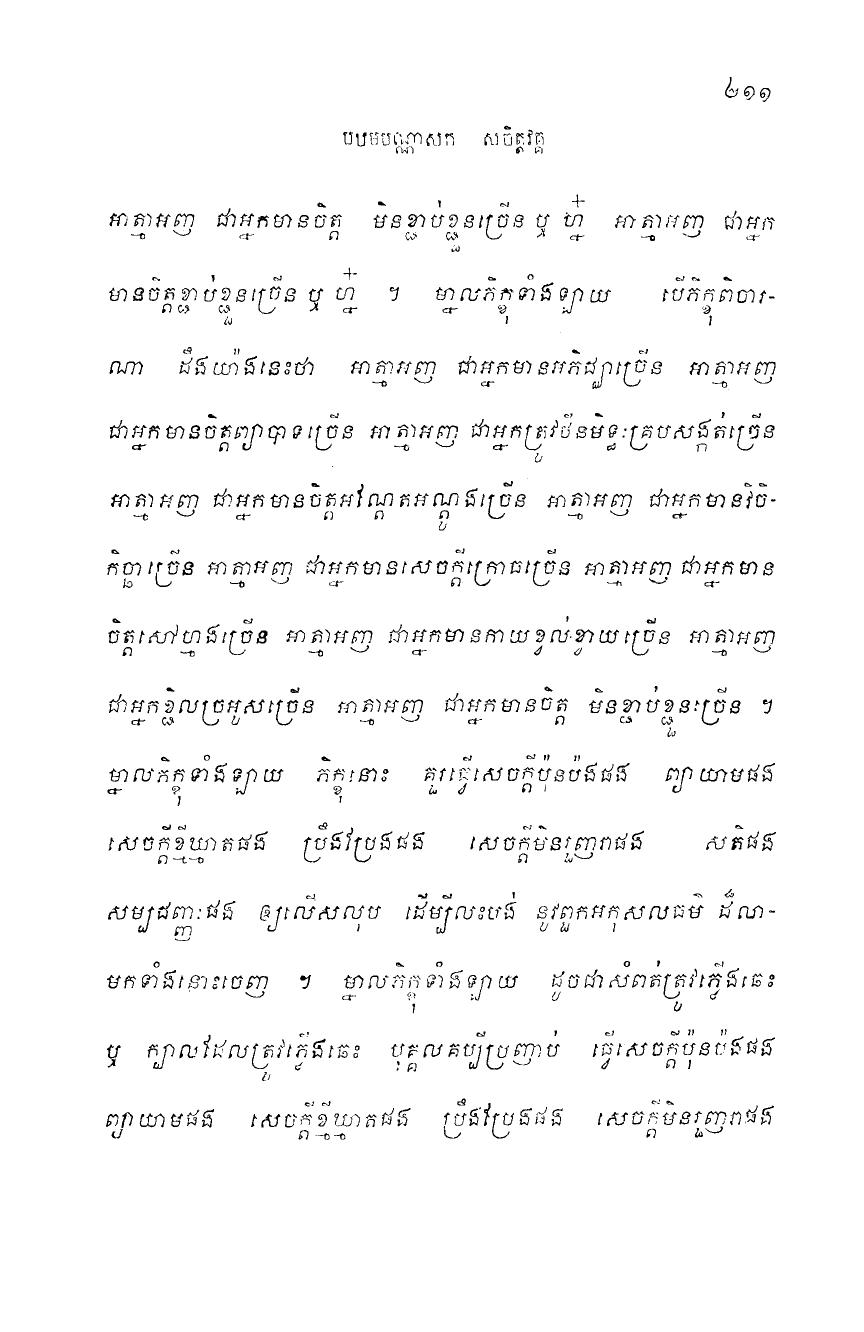 ២១១
បឋមបណ្ណាសក សចិត្តវគ្គ
អាត្មាអញ ជាអ្នកមានចិត្ត មិនខ្ជាប់ខ្ជួនច្រើន ឬ ហ្ន៎ អាត្មាអញ ជាអ្នក
មានចិត្តខ្ជាប់ខ្ជួនច្រើន ឬ ហ្ន៎ ។ ម្នាលភិក្ខុទាំងឡាយ បើភិក្ខុពិចារ-
ណា ដឹងយ៉ាងនេះថា អាត្មាអញ ជាអ្នកមានអភិជ្ឈាច្រើន អាត្មាអញ
ជាអ្នកមានចិត្តព្យាបាទច្រើន អាត្មាអញ ជាអ្នកត្រូវថីនមិទ្ធៈគ្របសង្កត់ច្រើន
អាត្មាអញ ជាអ្នកមានចិត្តអណ្តែតអណ្តូងច្រើន អាត្មាអញ ជាអ្នកមានវិចិ-
កិច្ឆាច្រើន អាត្មាអញ ជាអ្នកមានសេចក្តីក្រោធច្រើន អាត្មាអញ ជាអ្នកមាន
ចិត្តសៅហ្មងច្រើន អាត្មាអញ ជាអ្នកមានកាយខ្វល់ខ្វាយច្រើន អាត្មាអញ
ជាអ្នកខ្ជិលច្រអូសច្រើន អាត្មាអញ ជាអ្នកមានចិត្ត មិនខ្ជាប់ខ្ជួនច្រើន ។
ម្នាលភិក្ខុទាំងឡាយ ភិក្ខុនោះ គួរធ្វើសេចក្តីប៉ុនប៉ងផង ព្យាយាមផង
សេចក្តីខ្មីឃ្មាតផង ប្រឹងប្រែងផង សេចក្តីមិនរួញរាផង សតិផង
សម្បជញ្ញៈផង ឲ្យលើសលុប ដើម្បីលះបង់ នូវពួកអកុសលធម៌ ដ៏លា-
មកទាំងនោះចេញ ។ ម្នាលភិក្ខុទាំងឡាយ ដូចជាសំពត់ត្រូវភ្លើងឆេះ
ឬ ក្បាលដែលត្រូវភ្លើងឆេះ បុគ្គលគប្បីប្រញាប់ ធ្វើសេចក្តីប៉ុនប៉ងផង
ព្យាយាមផង សេចក្តីខ្មីឃ្មាតផង ប្រឹងប្រែងផង សេចក្តីមិនរួញរាផង